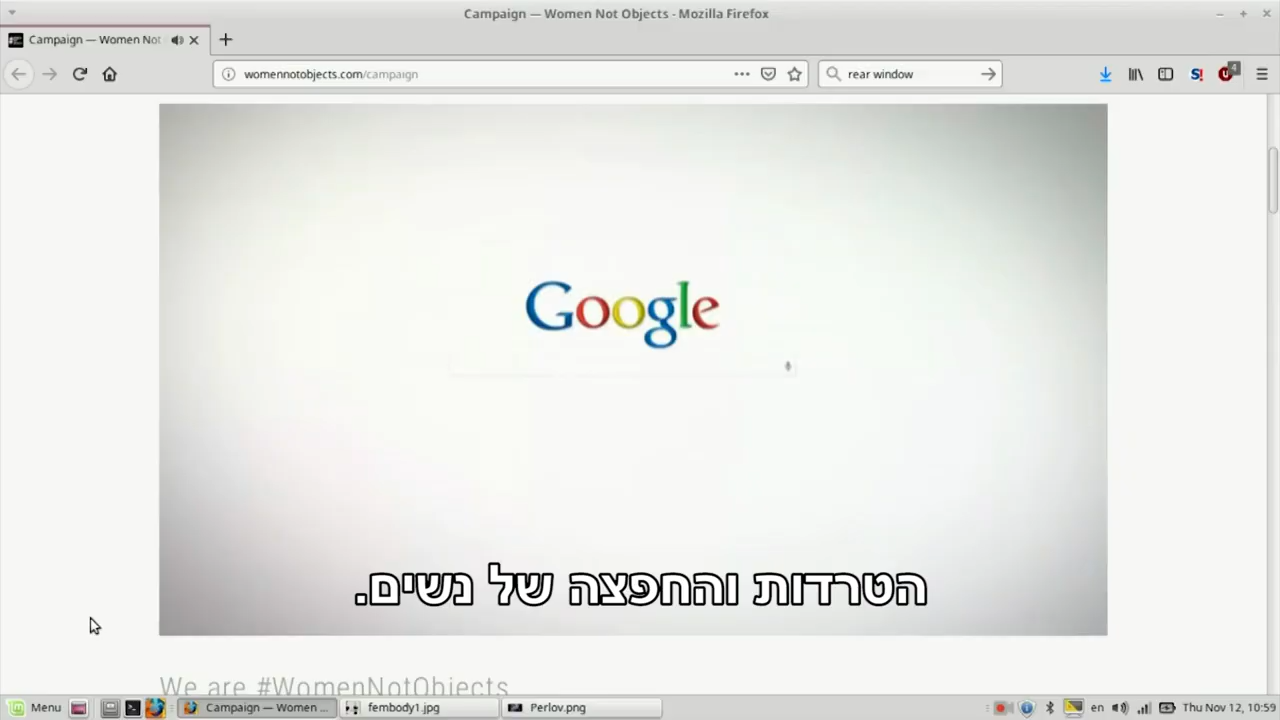 Campaign — Women Not Objects - Mozilla Firefox
Campaign — Women Not
womennotobjects.com/campaign
rear window
S!
4
Google
הטרדות והחפצה של נשים.
We are #WomenNotObjects
Menu
Campaign — Women ...
fembody1.jpg
Perlov.png
en
Thu Nov 12, 10:59